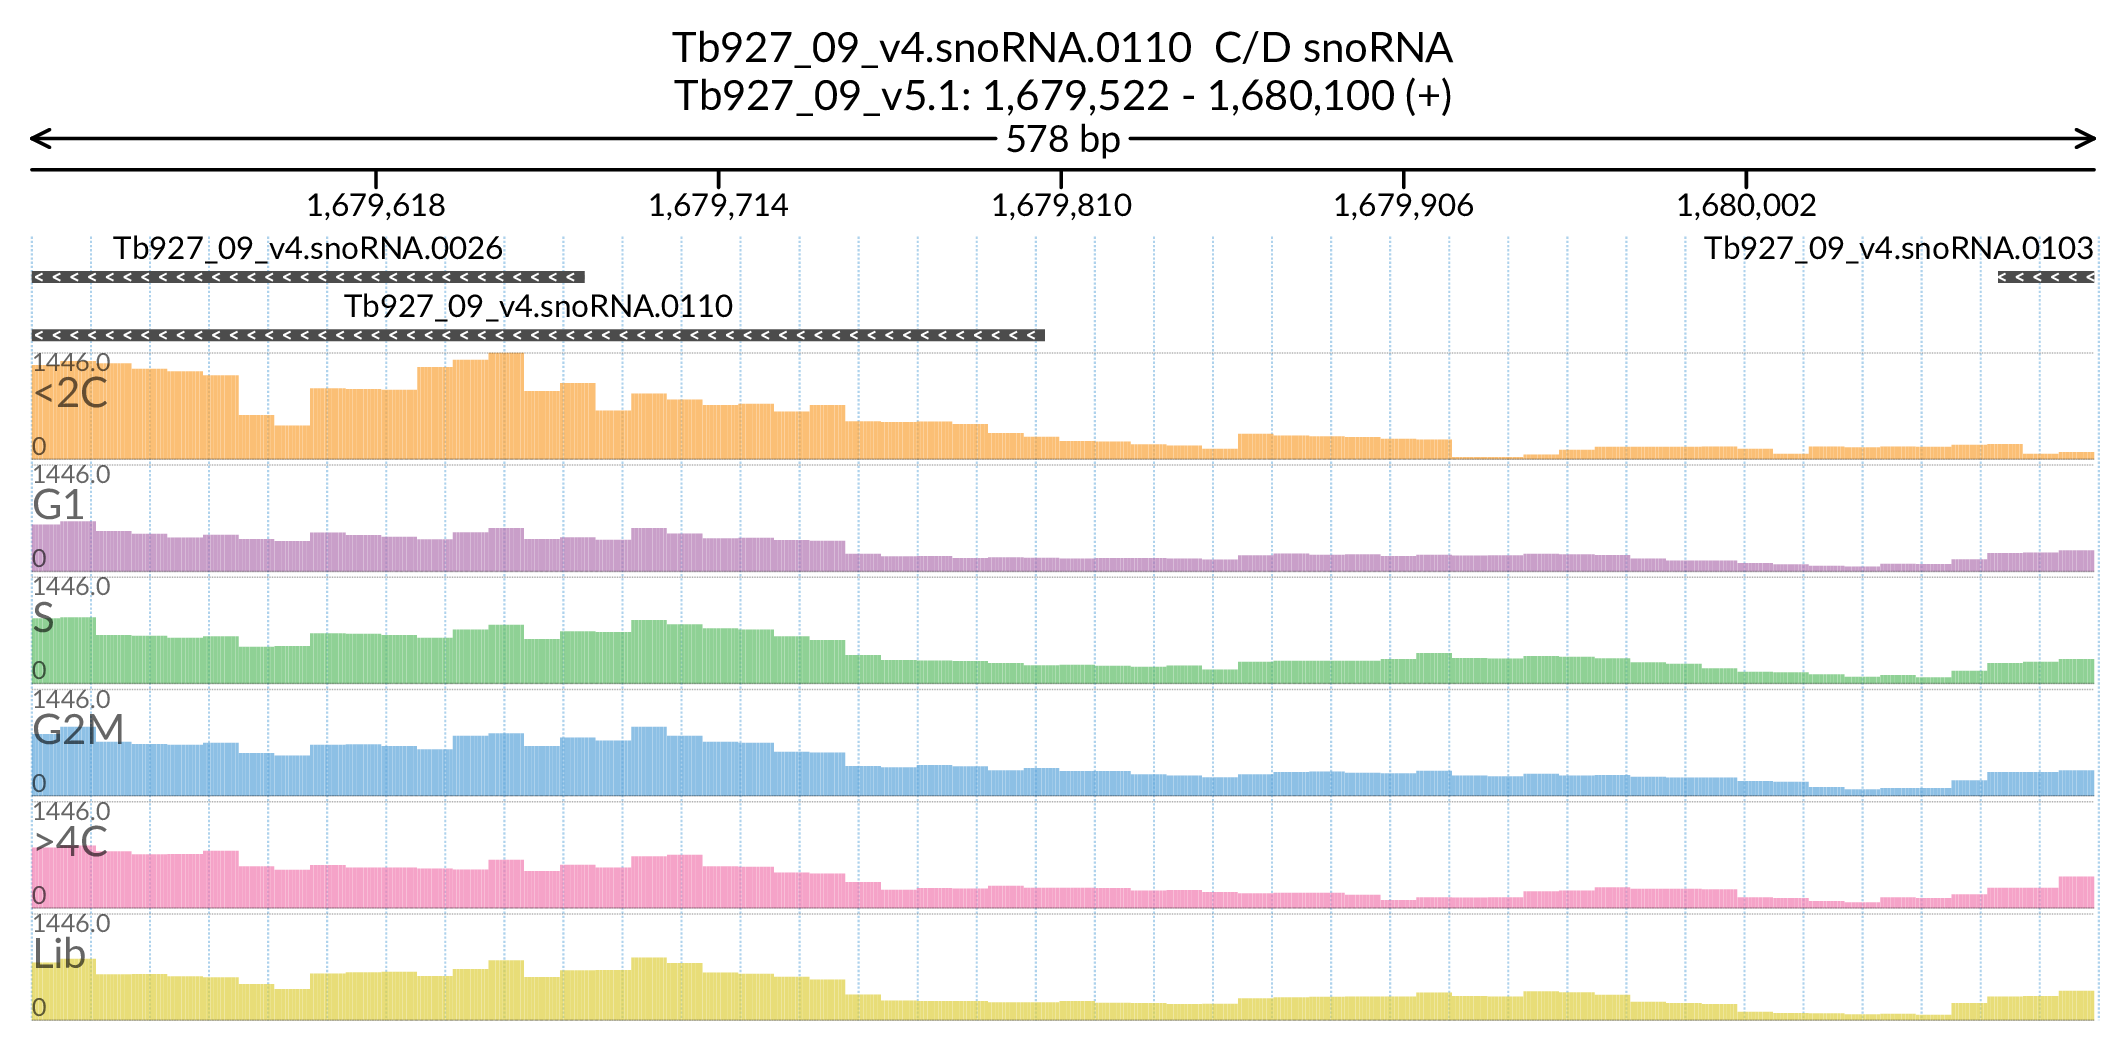 Tb927_09_v4.snoRNA.0110  C/D snoRNA
Tb927_09_v5.1: 1,679,522 - 1,680,100 (+)
578 bp
1,679,618 1,679,714 1,679,810 1,679,906 1,680,002
Tb927_09_v4.snoRNA.0026 Tb927_09_v4.snoRNA.0103
Tb927_09_v4.snoRNA.0110
1446.0
<2C
0
1446.0
G1
0
1446.0
S
0
1446.0
G2M
0
1446.0
>4C
0
1446.0
Lib
0